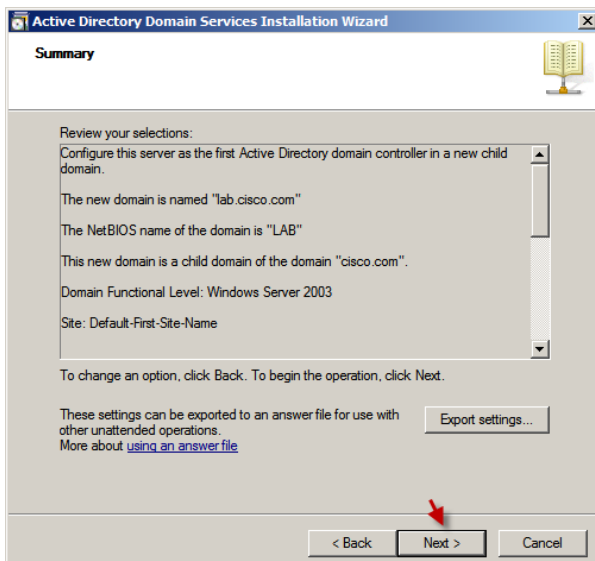 Active Directory Domain Services Installation Wizard
Summary
Review your selections:
Configure this server as the first Active Directory domain controller in a new child
domain.
The new domain is named "lab.cisco.com"
The NetBIOS name of the domain is "LAB"
This new domain is a child domain of the domain "cisco.com".
Domain Functional Level: Windows Server 2003
Site: Default-First-Site-Name
To change an option, click Back. To begin the operation, click Next.
These settings can be exported to an answer file for use with
other unattended operations.
More about using an answer file
Export settings...
< Back
Next >
Cancel